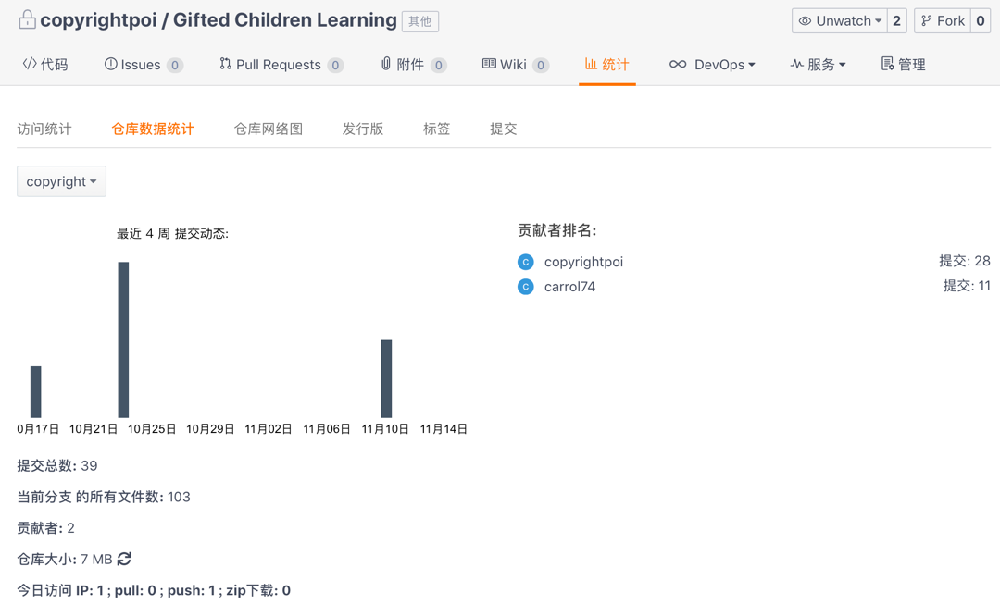 copyrightpoi / Gifted Children Learning 其他 Unwatch 2 Fork 0
代码 Issues 0 Pull Requests 0 附件 0 Wiki 0 统计 DevOps 服务 管理
访问统计 仓库数据统计 仓库网络图 发行版 标签 提交
copyright
最近 4 周 提交动态:
0月17日 10月21日 10月25日 10月29日 11月02日 11月06日 11月10日 11月14日
贡献者排名:
C copyrightpoi 提交: 28
C carrol74 提交: 11
提交总数: 39
当前分支 的所有文件数: 103
贡献者: 2
仓库大小: 7 MB
今日访问 IP: 1 ; pull: 0 ; push: 1 ; zip下载: 0